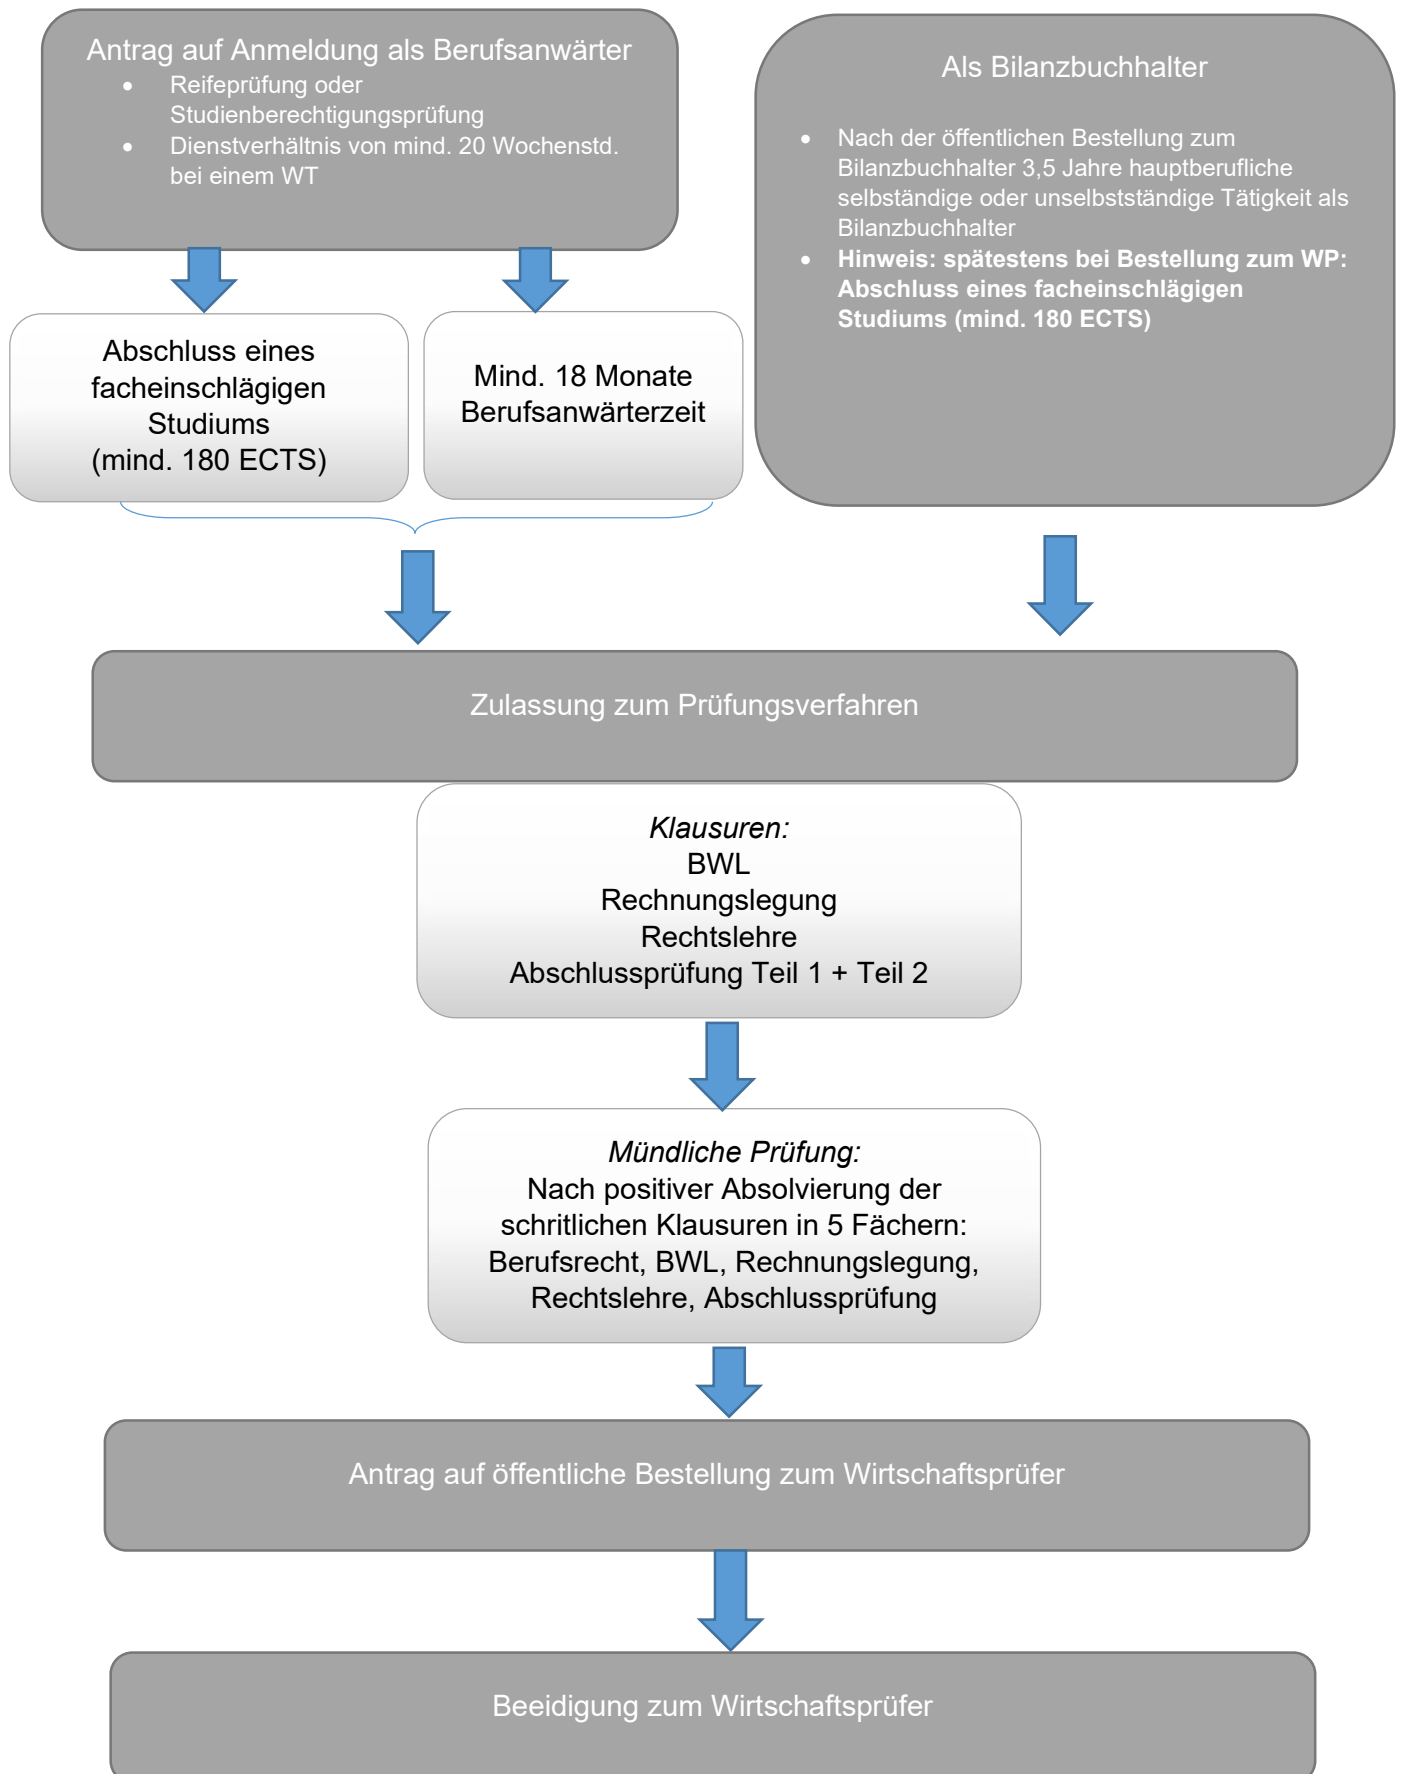 Antrag auf Anmeldung als Berufsanwärter
• Reifeprüfung oder
Studienberechtigungsprüfung
• Dienstverhältnis von mind. 20 Wochenstd.
bei einem WT
Als Bilanzbuchhalter
• Nach der öffentlichen Bestellung zum
Bilanzbuchhalter 3,5 Jahre hauptberufliche
selbständige oder unselbstständige Tätigkeit als
Bilanzbuchhalter
• Hinweis: spätestens bei Bestellung zum WP:
Abschluss eines facheinschlägigen
Studiums (mind. 180 ECTS)
Abschluss eines
facheinschlägigen
Studiums
(mind. 180 ECTS)
Mind. 18 Monate
Berufsanwärterzeit
Zulassung zum Prüfungsverfahren
Klausuren:
BWL
Rechnungslegung
Rechtslehre
Abschlussprüfung Teil 1 + Teil 2
Mündliche Prüfung:
Nach positiver Absolvierung der
schritlichen Klausuren in 5 Fächern:
Berufsrecht, BWL, Rechnungslegung,
Rechtslehre, Abschlussprüfung
Antrag auf öffentliche Bestellung zum Wirtschaftsprüfer
Beeidigung zum Wirtschaftsprüfer